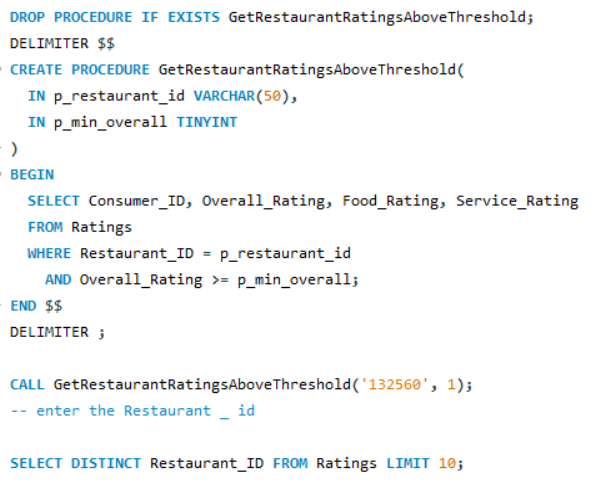 DROP PROCEDURE IF EXISTS GetRestaurantRatingsAboveThreshold;
DELIMITER $$
CREATE PROCEDURE GetRestaurantRatingsAboveThreshold(
IN p_restaurant_id VARCHAR(50),
IN p_min_overall TINYINT
)
BEGIN
SELECT Consumer_ID, Overall_Rating, Food_Rating, Service_Rating
FROM Ratings
WHERE Restaurant_ID = p_restaurant_id
AND Overall_Rating >= p_min_overall;
END $$
DELIMITER ;
CALL GetRestaurantRatingsAboveThreshold('132560', 1);
-- enter the Restaurant _ id
SELECT DISTINCT Restaurant_ID FROM Ratings LIMIT 10;